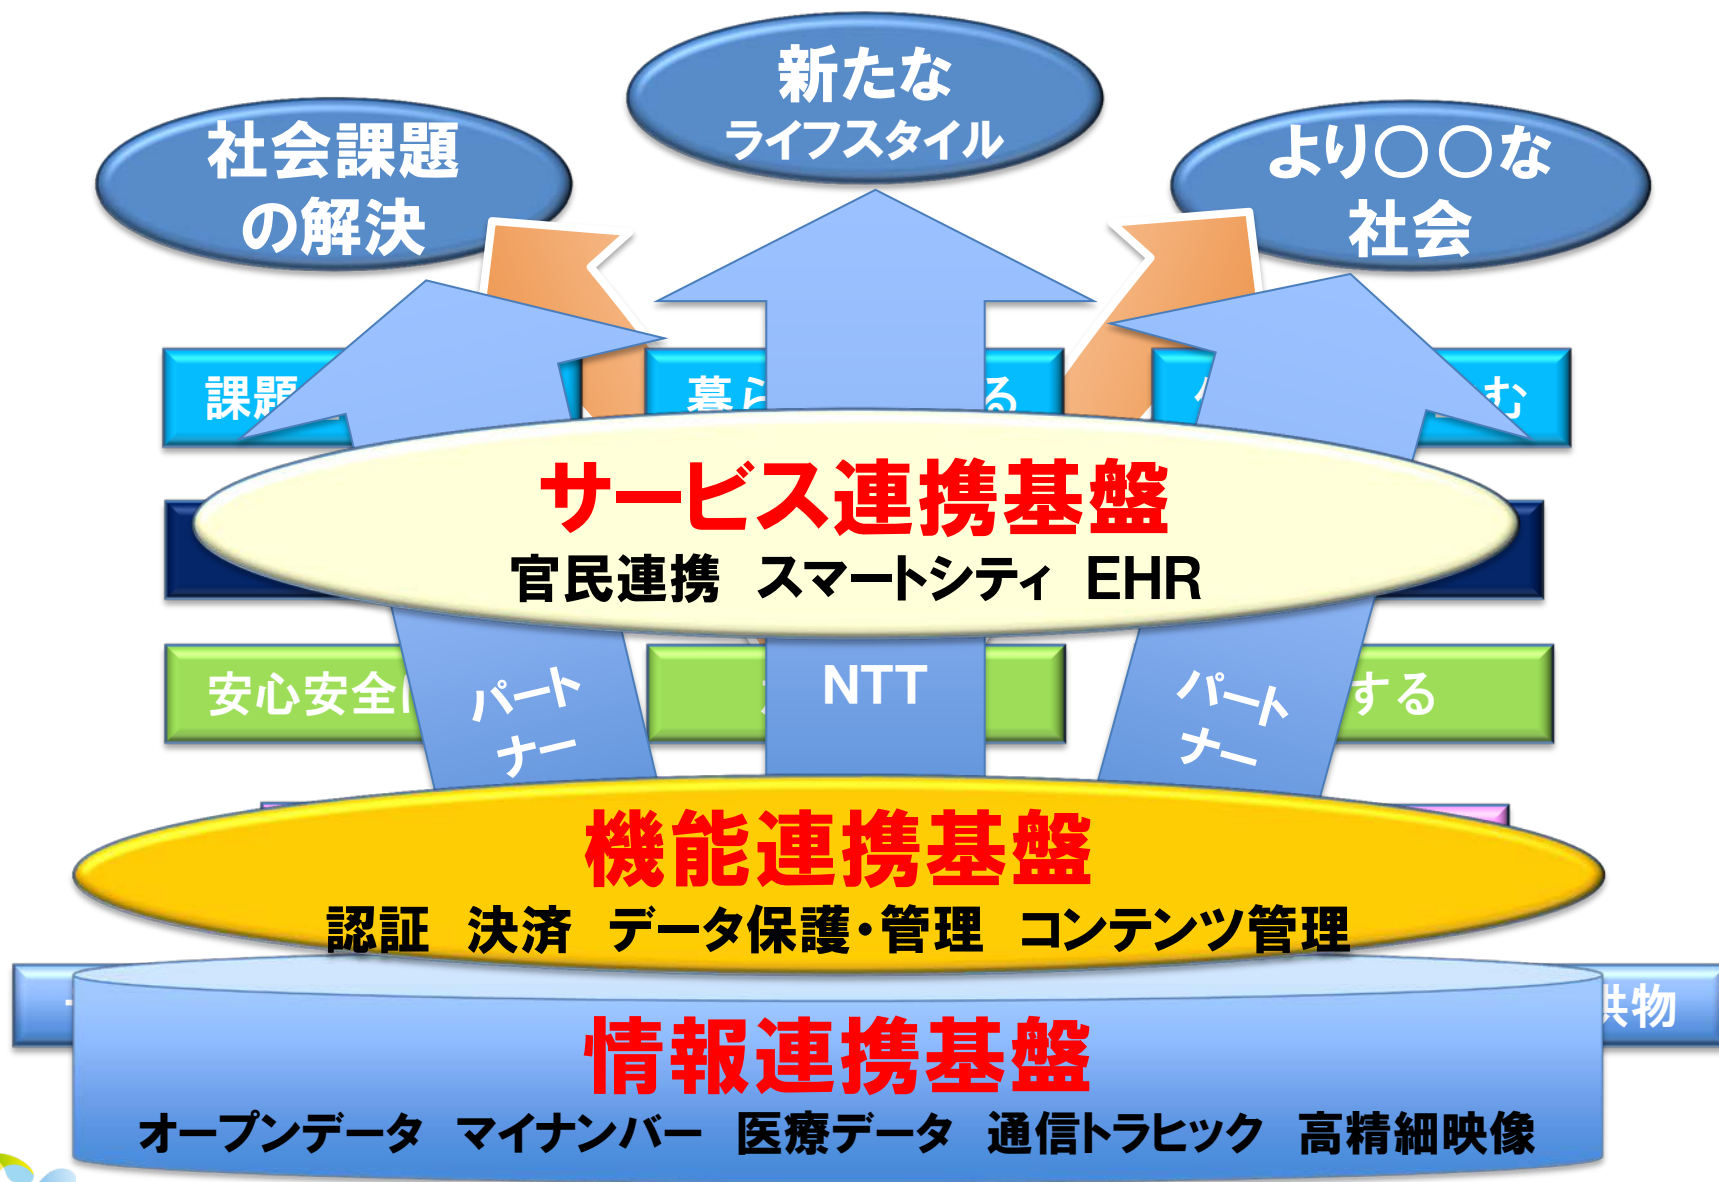 新たな
ライフスタイル
社会課題
の解決
より〇〇な
社会
課題
暮ら
る
む
サービス連携基盤
官民連携　スマートシティ　EHR
安心安全
パート
ナー
NTT
パート
ナー
する
機能連携基盤
認証　決済　データ保護・管理　コンテンツ管理
供物
情報連携基盤
オープンデータ　マイナンバー　医療データ　通信トラヒック　高精細映像